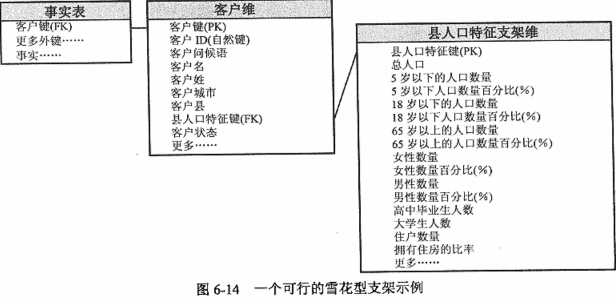 事实表
客户键(FK)
更多外键……
事实……
客户维
客户键(PK)
客户 ID(自然键)
客户问候语
客户名
客户姓
客户城市
客户县
县人口特征键(FK)
客户状态
更多……
县人口特征支架维
县人口特征键(PK)
总人口
5 岁以下的人口数量
5 岁以下人口数量百分比(%)
18 岁以下的人口数量
18 岁以下人口数量百分比(%)
65 岁以上的人口数量
65 岁以上的人口数量百分比(%)
女性数量
女性数量百分比(%)
男性数量
男性数量百分比(%)
高中毕业生人数
大学生人数
住户数量
拥有住房的比率
更多……
图 6-14 一个可行的雪花型支架示例